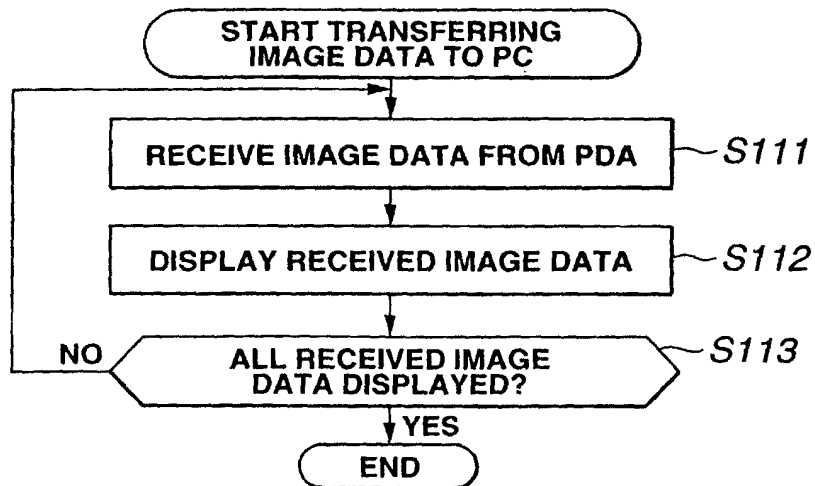 START TRANSFERRING
IMAGE DATA TO PC
RECEIVE IMAGE DATA FROM PDA
S111
DISPLAY RECEIVED IMAGE DATA
S112
ALL RECEIVED IMAGE
DATA DISPLAYED?
S113
NO
YES
END